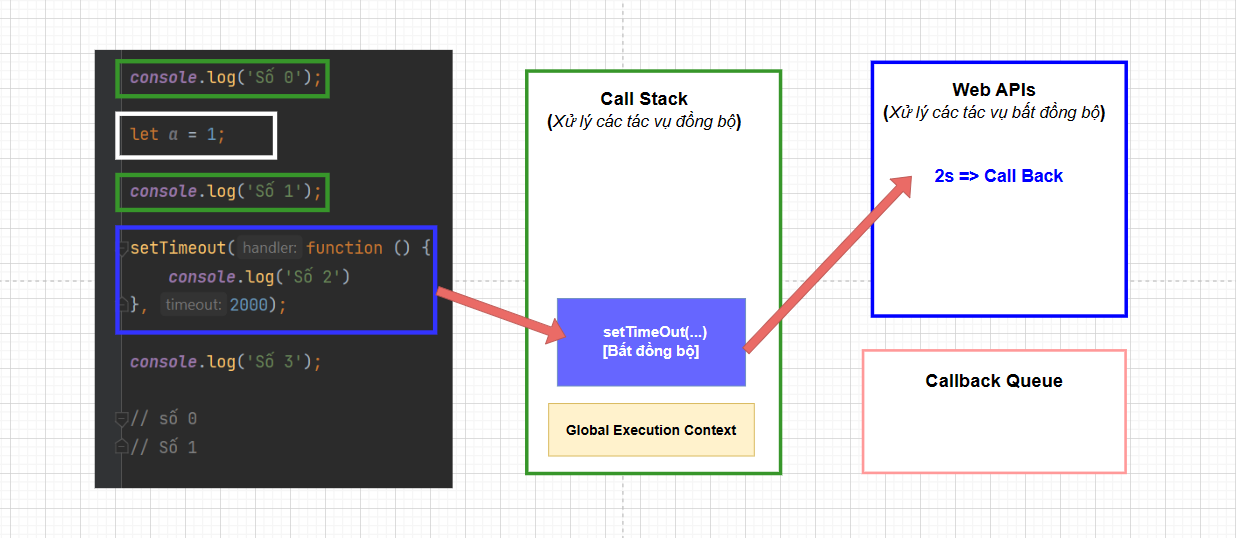 console.log('Số 0');
let a = 1;
console.log('Số 1');
setTimeout( handler: function () {
console.log('Số 2')
}, timeout: 2000);
console.log('Số 3');
// số 0
// Số 1
Call Stack
(Xử lý các tác vụ đồng bộ)
setTimeOut(...)
[Bất đồng bộ]
Global Execution Context
Web APIs
(Xử lý các tác vụ bất đồng bộ)
2s => Call Back
Callback Queue